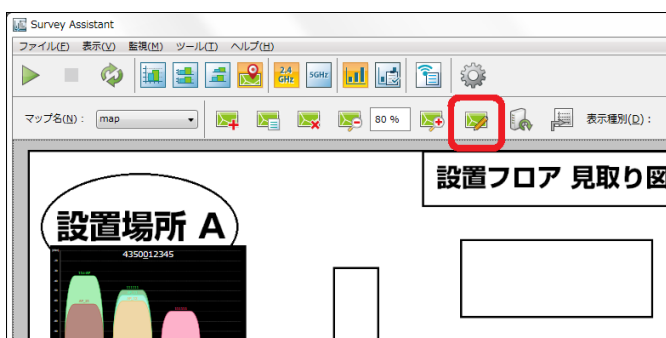 Survey Assistant
ファイル(F) 表示(V) 監視(M) ツール(T) ヘルプ(H)
2.4 GHz 5GHz
マップ名(N): map 80 % 表示種別(D):
設置フロア 見取り図
設置場所 A
4350012345